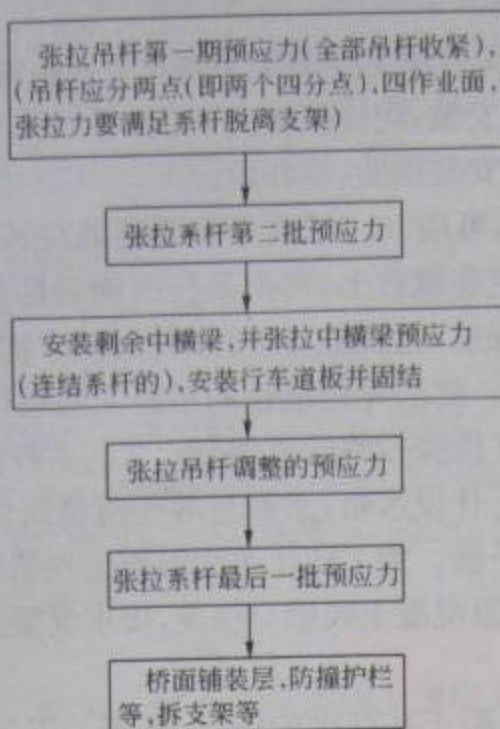 张拉吊杆第一期预应力(全部吊杆收紧),
(吊杆应分两点(即两个四分点),四作业面,
张拉力要满足系杆脱离支架)
张拉系杆第二批预应力
安装剩余中横梁,并张拉中横梁预应力
(连结系杆的),安装行车道板并固结
张拉吊杆调整的预应力
张拉系杆最后一批预应力
桥面铺装层,防撞护栏
等,拆支架等